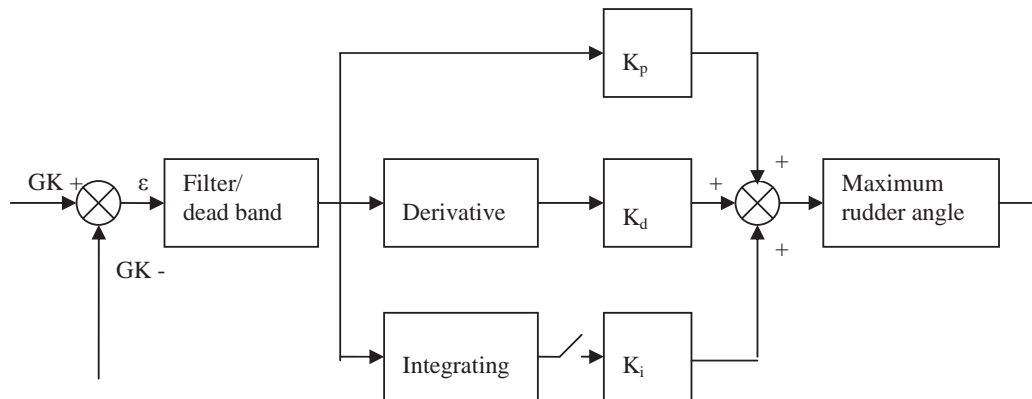 K_p
+
GK +
ε
Filter/
dead band
Derivative
+
K_d
Maximum
rudder angle
+
GK -
Integrating
K_i